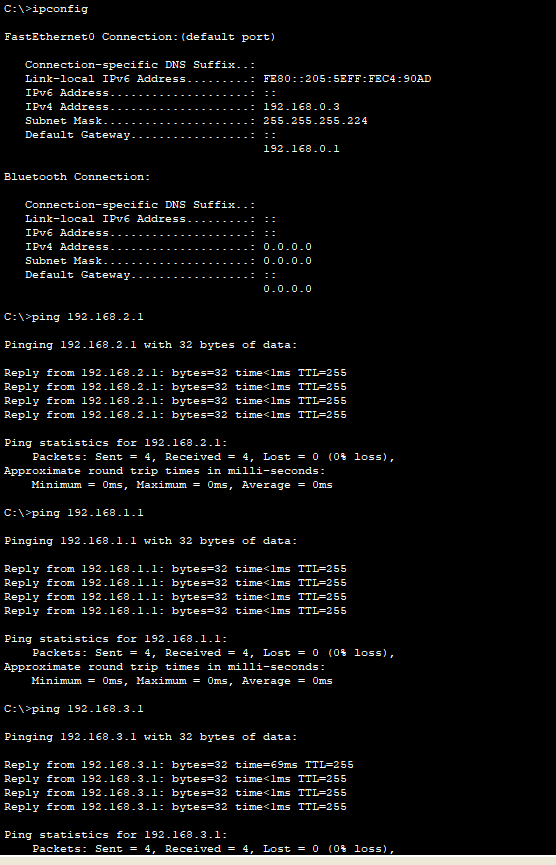 C:\>ipconfig
FastEthernet0 Connection:(default port)
Connection-specific DNS Suffix..:
Link-local IPv6 Address.........: FE80::205:5EFF:FEC4:90AD
IPv6 Address....................: ::
IPv4 Address....................: 192.168.0.3
Subnet Mask.....................: 255.255.255.224
Default Gateway.................: ::
192.168.0.1
Bluetooth Connection:
Connection-specific DNS Suffix..:
Link-local IPv6 Address.........: ::
IPv6 Address....................: ::
IPv4 Address....................: 0.0.0.0
Subnet Mask.....................: 0.0.0.0
Default Gateway.................: ::
0.0.0.0
C:\>ping 192.168.2.1
Pinging 192.168.2.1 with 32 bytes of data:
Reply from 192.168.2.1: bytes=32 time<1ms TTL=255
Reply from 192.168.2.1: bytes=32 time<1ms TTL=255
Reply from 192.168.2.1: bytes=32 time<1ms TTL=255
Reply from 192.168.2.1: bytes=32 time<1ms TTL=255
Ping statistics for 192.168.2.1:
Packets: Sent = 4, Received = 4, Lost = 0 (0% loss),
Approximate round trip times in milli-seconds:
Minimum = 0ms, Maximum = 0ms, Average = 0ms
C:\>ping 192.168.1.1
Pinging 192.168.1.1 with 32 bytes of data:
Reply from 192.168.1.1: bytes=32 time<1ms TTL=255
Reply from 192.168.1.1: bytes=32 time<1ms TTL=255
Reply from 192.168.1.1: bytes=32 time<1ms TTL=255
Reply from 192.168.1.1: bytes=32 time<1ms TTL=255
Ping statistics for 192.168.1.1:
Packets: Sent = 4, Received = 4, Lost = 0 (0% loss),
Approximate round trip times in milli-seconds:
Minimum = 0ms, Maximum = 0ms, Average = 0ms
C:\>ping 192.168.3.1
Pinging 192.168.3.1 with 32 bytes of data:
Reply from 192.168.3.1: bytes=32 time=69ms TTL=255
Reply from 192.168.3.1: bytes=32 time<1ms TTL=255
Reply from 192.168.3.1: bytes=32 time<1ms TTL=255
Reply from 192.168.3.1: bytes=32 time<1ms TTL=255
Ping statistics for 192.168.3.1:
Packets: Sent = 4, Received = 4, Lost = 0 (0% loss),